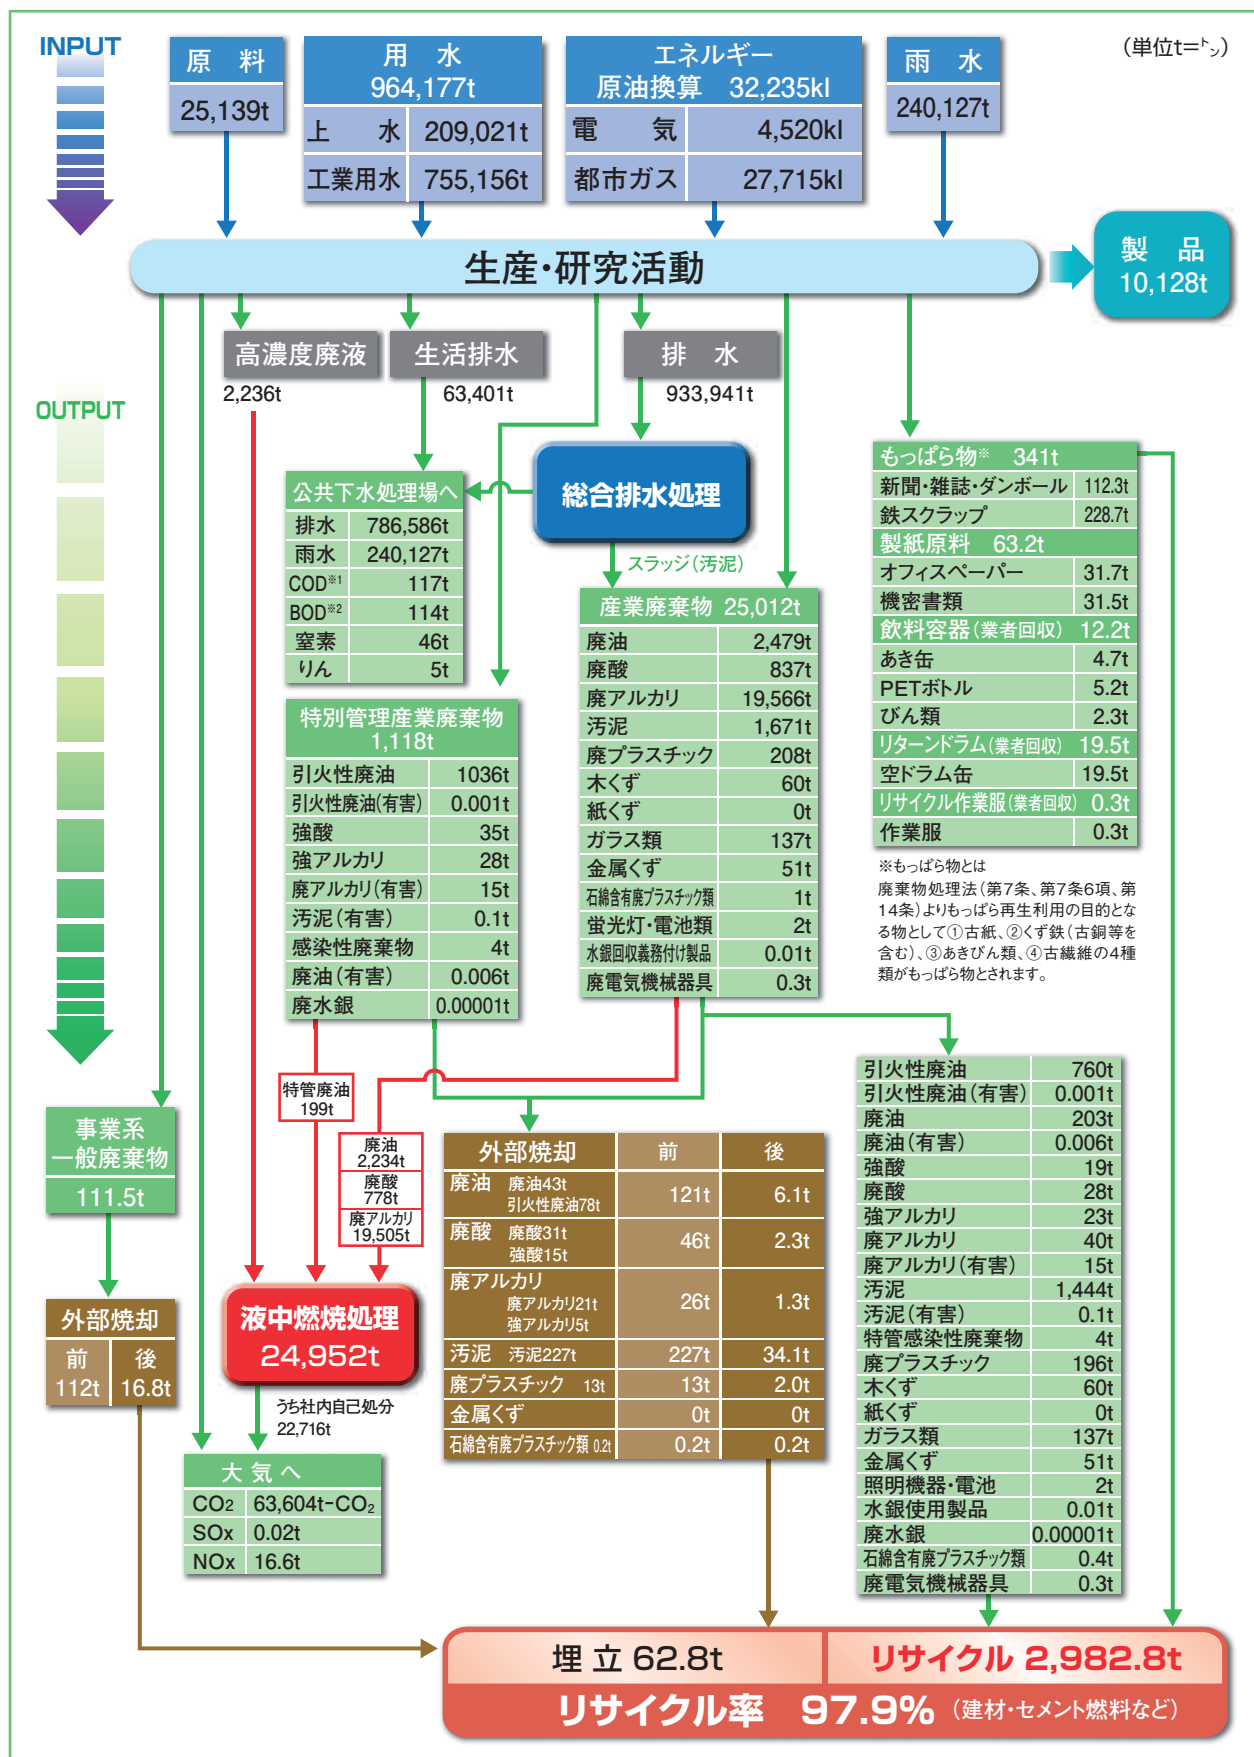 INPUT
(単位t=トン)
原 料
25,139t
用 水
964,177t
上 水 209,021t
工業用水 755,156t
エネルギー
原油換算 32,235kl
電 気 4,520kl
都市ガス 27,715kl
雨 水
240,127t
生産・研究活動
製 品
10,128t
OUTPUT
高濃度廃液
2,236t
生活排水
63,401t
排 水
933,941t
総合排水処理
スラッジ(汚泥)
公共下水処理場へ
排水 786,586t
雨水 240,127t
COD※1 117t
BOD※2 114t
窒素 46t
りん 5t
特別管理産業廃棄物
1,118t
引火性廃油 1036t
引火性廃油(有害) 0.001t
強酸 35t
強アルカリ 28t
廃アルカリ(有害) 15t
汚泥(有害) 0.1t
感染性廃棄物 4t
廃油(有害) 0.006t
廃水銀 0.00001t
産業廃棄物 25,012t
廃油 2,479t
廃酸 837t
廃アルカリ 19,566t
汚泥 1,671t
廃プラスチック 208t
木くず 60t
紙くず 0t
ガラス類 137t
金属くず 51t
石綿含有廃プラスチック類 1t
蛍光灯・電池類 2t
水銀回収義務付け製品 0.01t
廃電気機械器具 0.3t
もっぱら物※ 341t
新聞・雑誌・ダンボール 112.3t
鉄スクラップ 228.7t
製紙原料 63.2t
オフィスペーパー 31.7t
機密書類 31.5t
飲料容器(業者回収) 12.2t
あき缶 4.7t
PETボトル 5.2t
びん類 2.3t
リターンドラム(業者回収) 19.5t
空ドラム缶 19.5t
リサイクル作業服(業者回収) 0.3t
作業服 0.3t
※もっぱら物とは
廃棄物処理法(第7条、第7条6項、第
14条)よりもっぱら再生利用の目的とな
る物として①古紙、②くず鉄(古銅等を
含む)、③あきびん類、④古繊維の4種
類がもっぱら物とされます。
特管廃油
199t
廃油
2,234t
廃酸
778t
廃アルカリ
19,505t
事業系
一般廃棄物
111.5t
外部焼却
前 後
112t 16.8t
液中燃焼処理
24,952t
うち社内自己処分
22,716t
大 気 へ
CO2 63,604t-CO2
SOx 0.02t
NOx 16.6t
外部焼却 前 後
廃油 廃油43t
引火性廃油78t 121t 6.1t
廃酸 廃酸31t
強酸15t 46t 2.3t
廃アルカリ
廃アルカリ21t
強アルカリ5t 26t 1.3t
汚泥 汚泥227t 227t 34.1t
廃プラスチック 13t 13t 2.0t
金属くず 0t 0t
石綿含有廃プラスチック類 0.2t 0.2t 0.2t
引火性廃油 760t
引火性廃油(有害) 0.001t
廃油 203t
廃油(有害) 0.006t
強酸 19t
廃酸 28t
強アルカリ 23t
廃アルカリ 40t
廃アルカリ(有害) 15t
汚泥 1,444t
汚泥(有害) 0.1t
特管感染性廃棄物 4t
廃プラスチック 196t
木くず 60t
紙くず 0t
ガラス類 137t
金属くず 51t
照明機器・電池 2t
水銀使用製品 0.01t
廃水銀 0.00001t
石綿含有廃プラスチック類 0.4t
廃電気機械器具 0.3t
埋 立 62.8t
リサイクル 2,982.8t
リサイクル率 97.9% (建材・セメント燃料など)